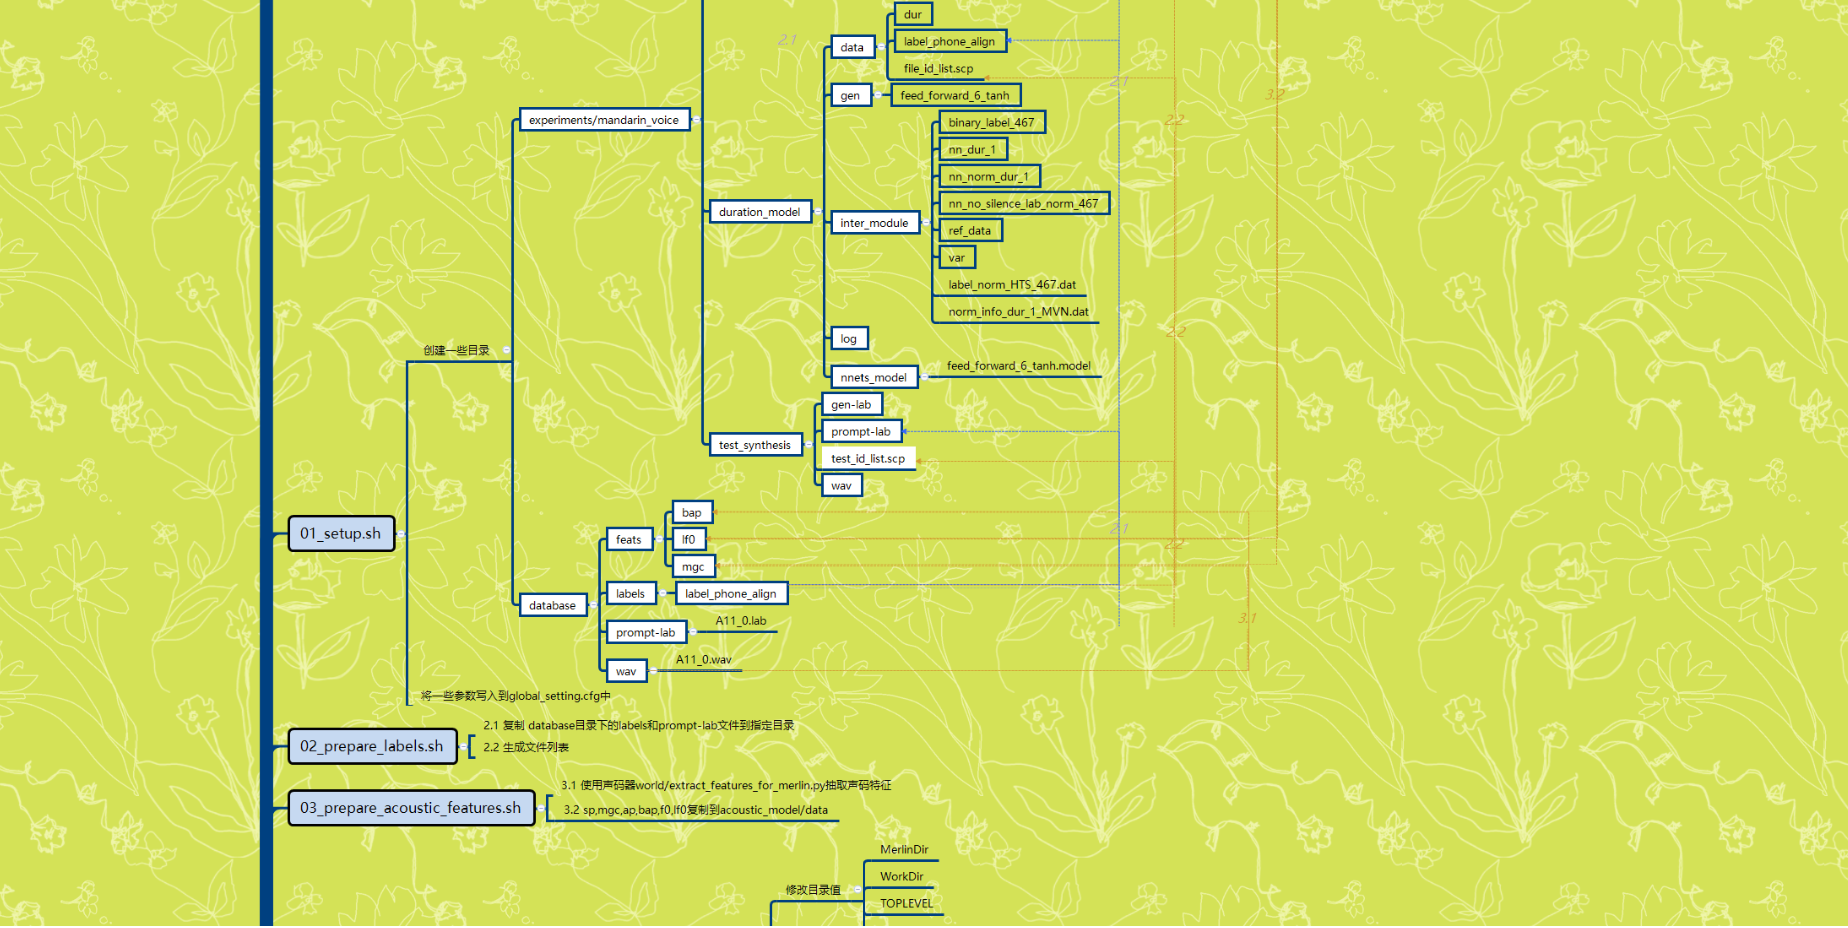 dur
2.1
label_phone_align
data
file_id_list.scp
2.1
gen
feed_forward_6_tanh
3.2
experiments/mandarin_voice
binary_label_467
2.2
nn_dur_1
nn_norm_dur_1
nn_no_silence_lab_norm_467
duration_model
inter_module
ref_data
var
label_norm_HTS_467.dat
norm_info_dur_1_MVN.dat
2.2
log
创建一些目录
feed_forward_6_tanh.model
nnets_model
gen-lab
prompt-lab
test_synthesis
test_id_list.scp
wav
bap
2.1
01_setup.sh
feats
lf0
2.2
mgc
labels
label_phone_align
database
A11_0.lab
3.1
prompt-lab
A11_0.wav
wav
将一些参数写入到global_setting.cfg中
2.1 复制 database目录下的labels和prompt-lab文件到指定目录
02_prepare_labels.sh
2.2 生成文件列表
3.1 使用声码器world/extract_features_for_merlin.py抽取声码特征
03_prepare_acoustic_features.sh
3.2 sp,mgc,ap,bap,f0,lf0复制到acoustic_model/data
MerlinDir
修改目录值
WorkDir
TOPLEVEL